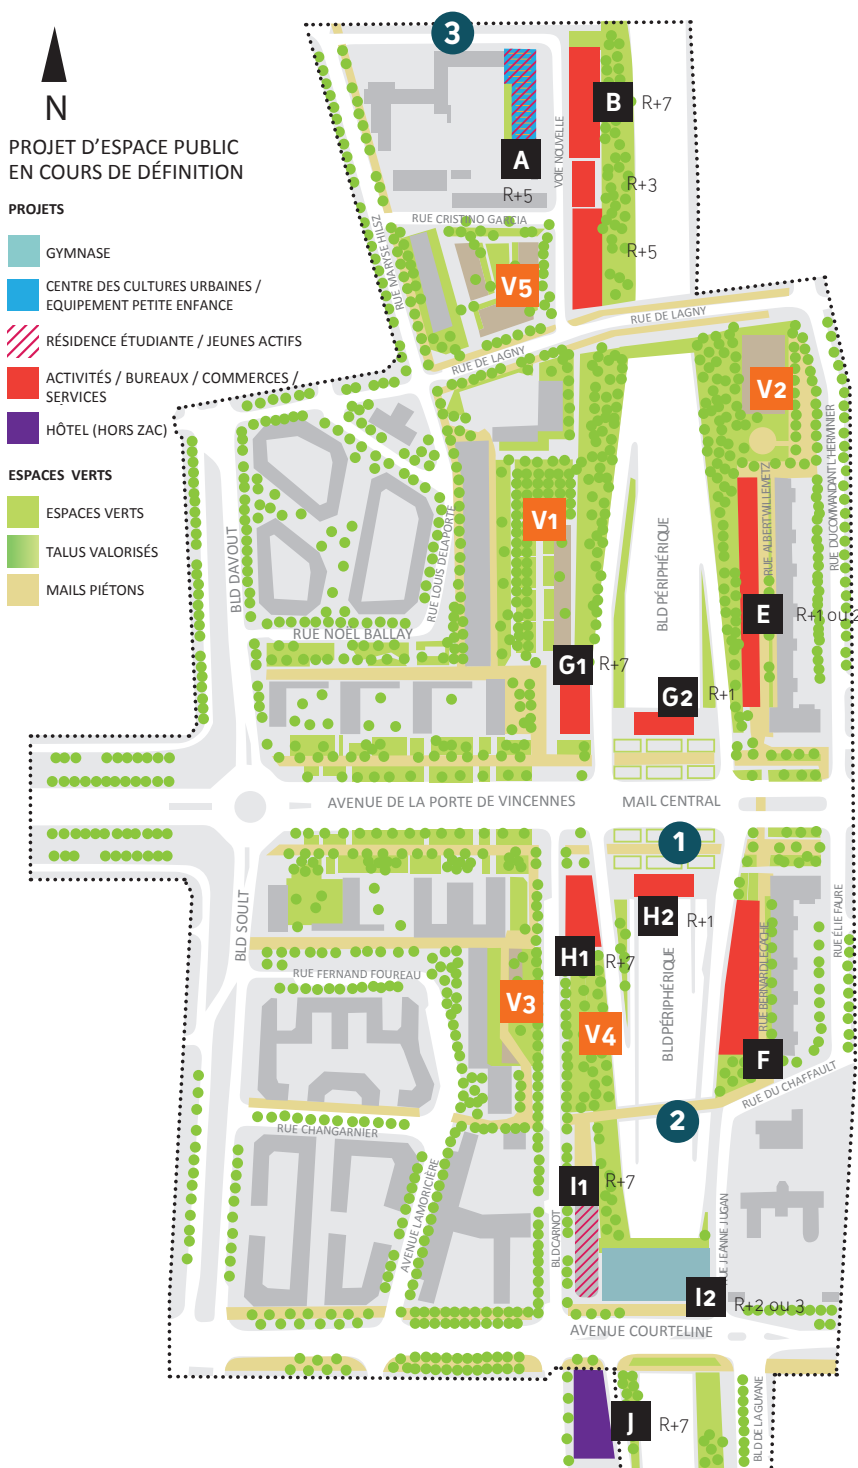 N
PROJET D'ESPACE PUBLIC
EN COURS DE DÉFINITION
PROJETS
GYMNASE
CENTRE DES CULTURES URBAINES /
EQUIPEMENT PETITE ENFANCE
RÉSIDENCE ÉTUDIANTE / JEUNES ACTIFS
ACTIVITÉS / BUREAUX / COMMERCES /
SERVICES
HÔTEL (HORS ZAC)
ESPACES VERTS
ESPACES VERTS
TALUS VALORISÉS
MAILS PIÉTONS
3
B
R+7
A
R+5
VOIE NOUVELLE
R+3
R+5
RUE CRISTINO GARCIA
RUE MARYSE HILSZ
V5
RUE DE LAGNY
RUE DE LAGNY
V2
V1
BLD DAVOUT
RUE LOUIS DELAPORTE
BLD PÉRIPHÉRIQUE
RUE ALBERT WILLEMETZ
RUE DU COMMANDANT L'HERMINIER
E
R+1 ou 2
RUE NOËL BALLAY
G1
R+7
G2
R+1
AVENUE DE LA PORTE DE VINCENNES
MAIL CENTRAL
1
BLD SOULT
H2
R+1
H1
R+7
RUE BERNARD LECACHE
RUE ÉLIE FAURE
RUE FERNAND FOUREAU
V3
V4
BLD PÉRIPHÉRIQUE
F
RUE DU CHAFFAULT
2
RUE CHANGARNIER
AVENUE LAMORICIÈRE
I1
R+7
BLD CARNOT
RUE JEANNE JUGAN
I2
R+2 ou 3
AVENUE COURTELINE
J
R+7
BLD DE LA GUYANE